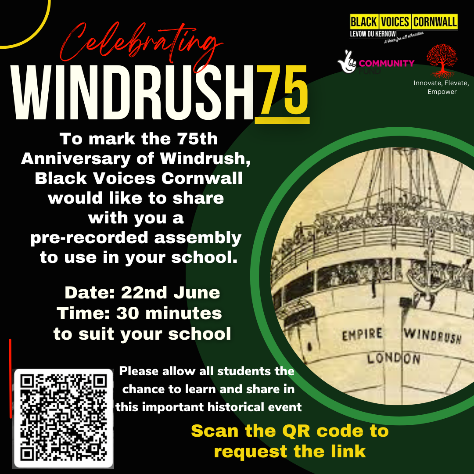 Celebrating
WINDRUSH75
BLACK VOICES CORNWALL
LEVOW DU KERNOW
COMMUNITY
Innovate, Elevate,
Empower
To mark the 75th
Anniversary of Windrush,
Black Voices Cornwall
would like to share
with you a
pre-recorded assembly
to use in your school.
Date: 22nd June
Time: 30 minutes
to suit your school
EMPIRE WINDRUSH
LONDON
Please allow all students the
chance to learn and share in
this important historical event
Scan the QR code to
request the link